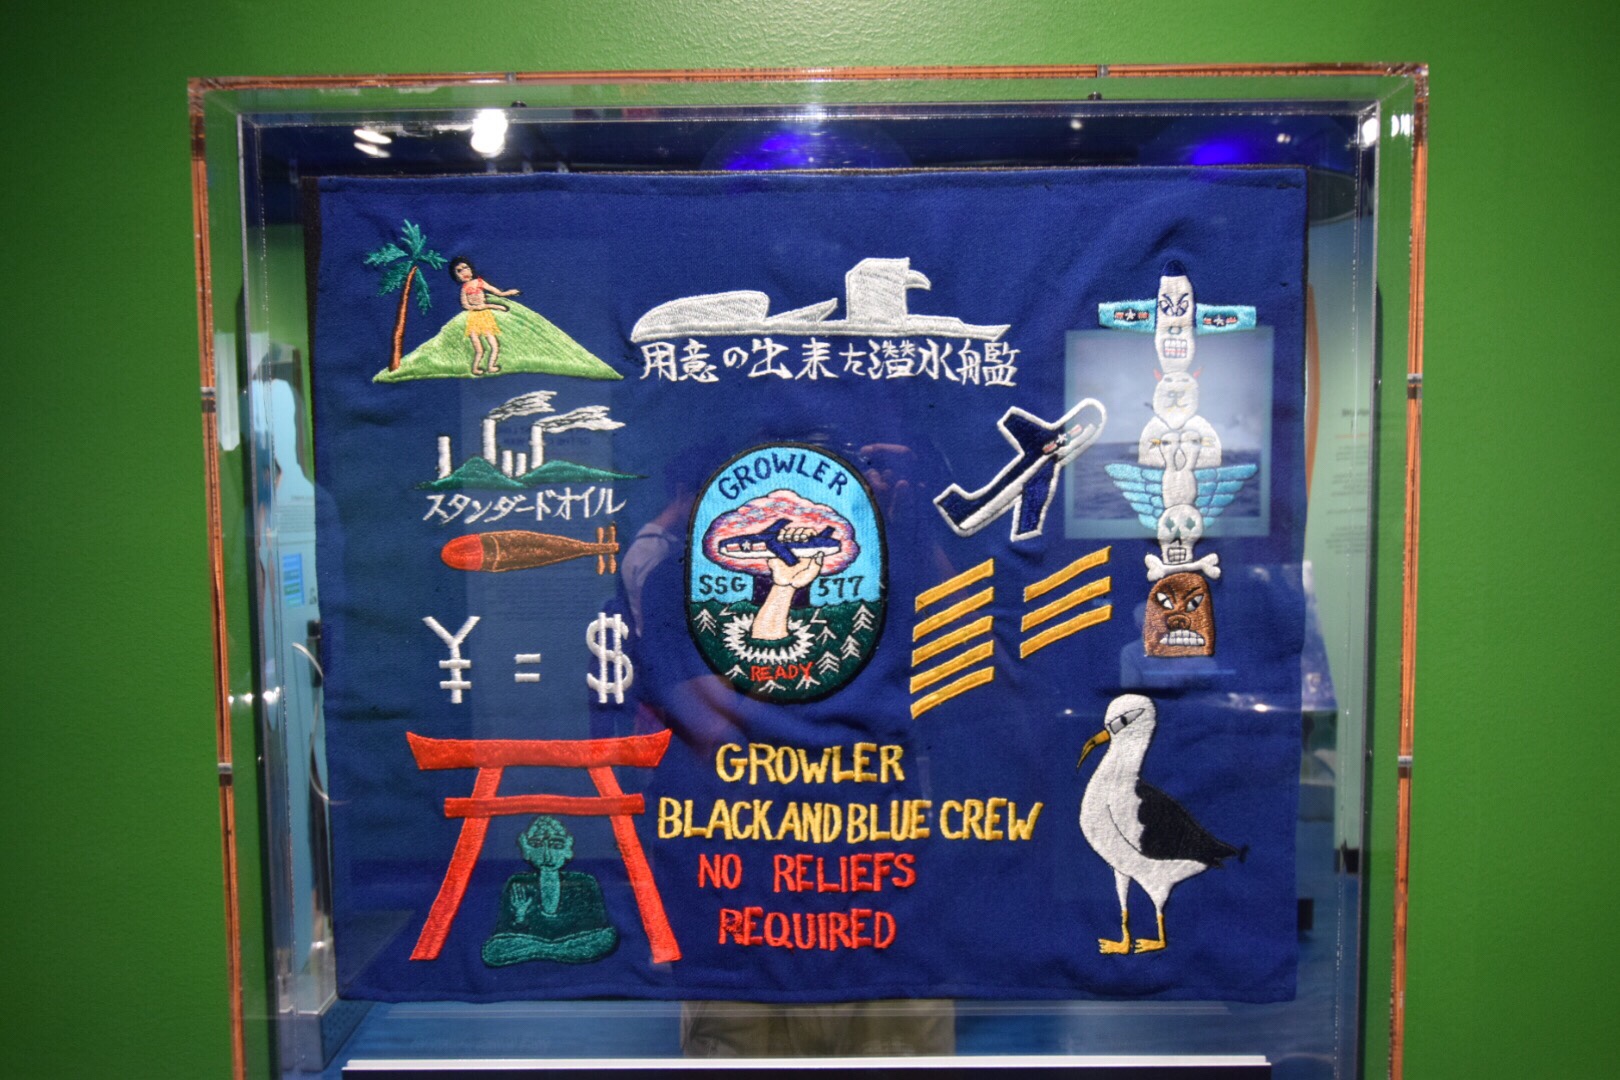 用意の出来た潜水艦
スタンダードオイル
GROWLER
SSG 577
READY
¥ = $
GROWLER
BLACK AND BLUE CREW
NO RELIEFS
REQUIRED